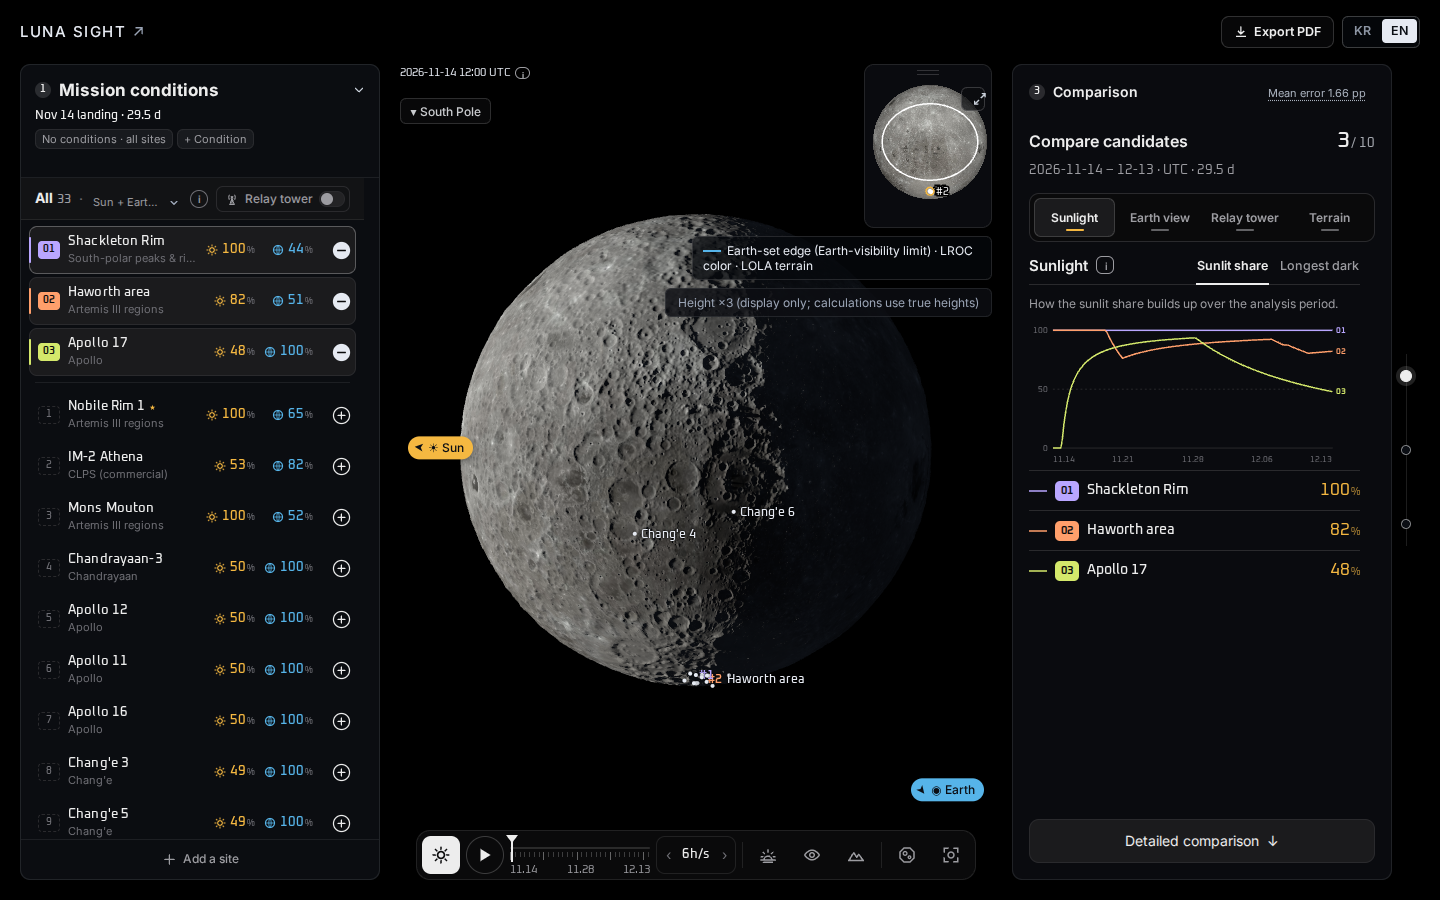 LUNA SIGHT
Export PDF
KR EN
1 Mission conditions
Nov 14 landing · 29.5 d
No conditions · all sites
+ Condition
All 33 ·
Sun + Eart...
Relay tower
01 Shackleton Rim 100% 44%
South-polar peaks & ri...
02 Haworth area 82% 51%
Artemis III regions
03 Apollo 17 48% 100%
Apollo
1 Nobile Rim 1 ★ 100% 65%
Artemis III regions
2 IM-2 Athena 53% 82%
CLPS (commercial)
3 Mons Mouton 100% 52%
Artemis III regions
4 Chandrayaan-3 50% 100%
Chandrayaan
5 Apollo 12 50% 100%
Apollo
6 Apollo 11 50% 100%
Apollo
7 Apollo 16 50% 100%
Apollo
8 Chang'e 3 49% 100%
Chang'e
9 Chang'e 5 49% 100%
Chang'e
+ Add a site
2026-11-14 12:00 UTC
▾ South Pole
#2
Earth-set edge (Earth-visibility limit) · LROC
color · LOLA terrain
Height ×3 (display only; calculations use true heights)
Sun
Chang'e 6
Chang'e 4
#2 Haworth area
Earth
6h/s
11.14 11.28 12.13
3 Comparison
Mean error 1.66 pp
Compare candidates
3 / 10
2026-11-14 – 12-13 · UTC · 29.5 d
Sunlight
Earth view
Relay tower
Terrain
Sunlight
Sunlit share
Longest dark
How the sunlit share builds up over the analysis period.
100
50
0
01
02
03
11.14 11.21 11.28 12.06 12.13
01 Shackleton Rim 100%
02 Haworth area 82%
03 Apollo 17 48%
Detailed comparison ↓